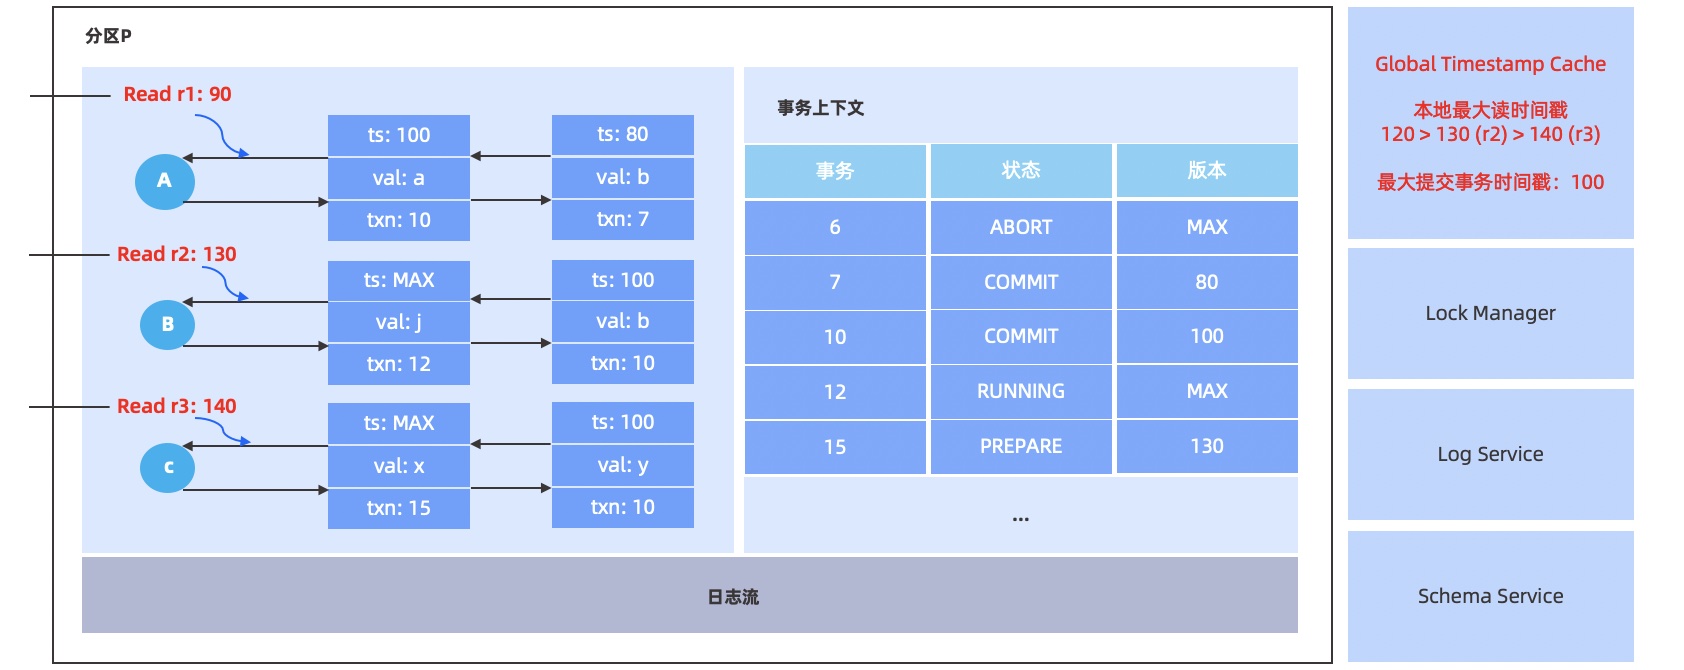 分区P
Read r1: 90
ts: 100
val: a
txn: 10
ts: 80
val: b
txn: 7
A
Read r2: 130
ts: MAX
val: j
txn: 12
ts: 100
val: b
txn: 10
B
Read r3: 140
ts: MAX
val: x
txn: 15
ts: 100
val: y
txn: 10
c
事务上下文
事务 状态 版本
6 ABORT MAX
7 COMMIT 80
10 COMMIT 100
12 RUNNING MAX
15 PREPARE 130
...
日志流
Global Timestamp Cache
本地最大读时间戳
120 > 130 (r2) > 140 (r3)
最大提交事务时间戳：100
Lock Manager
Log Service
Schema Service